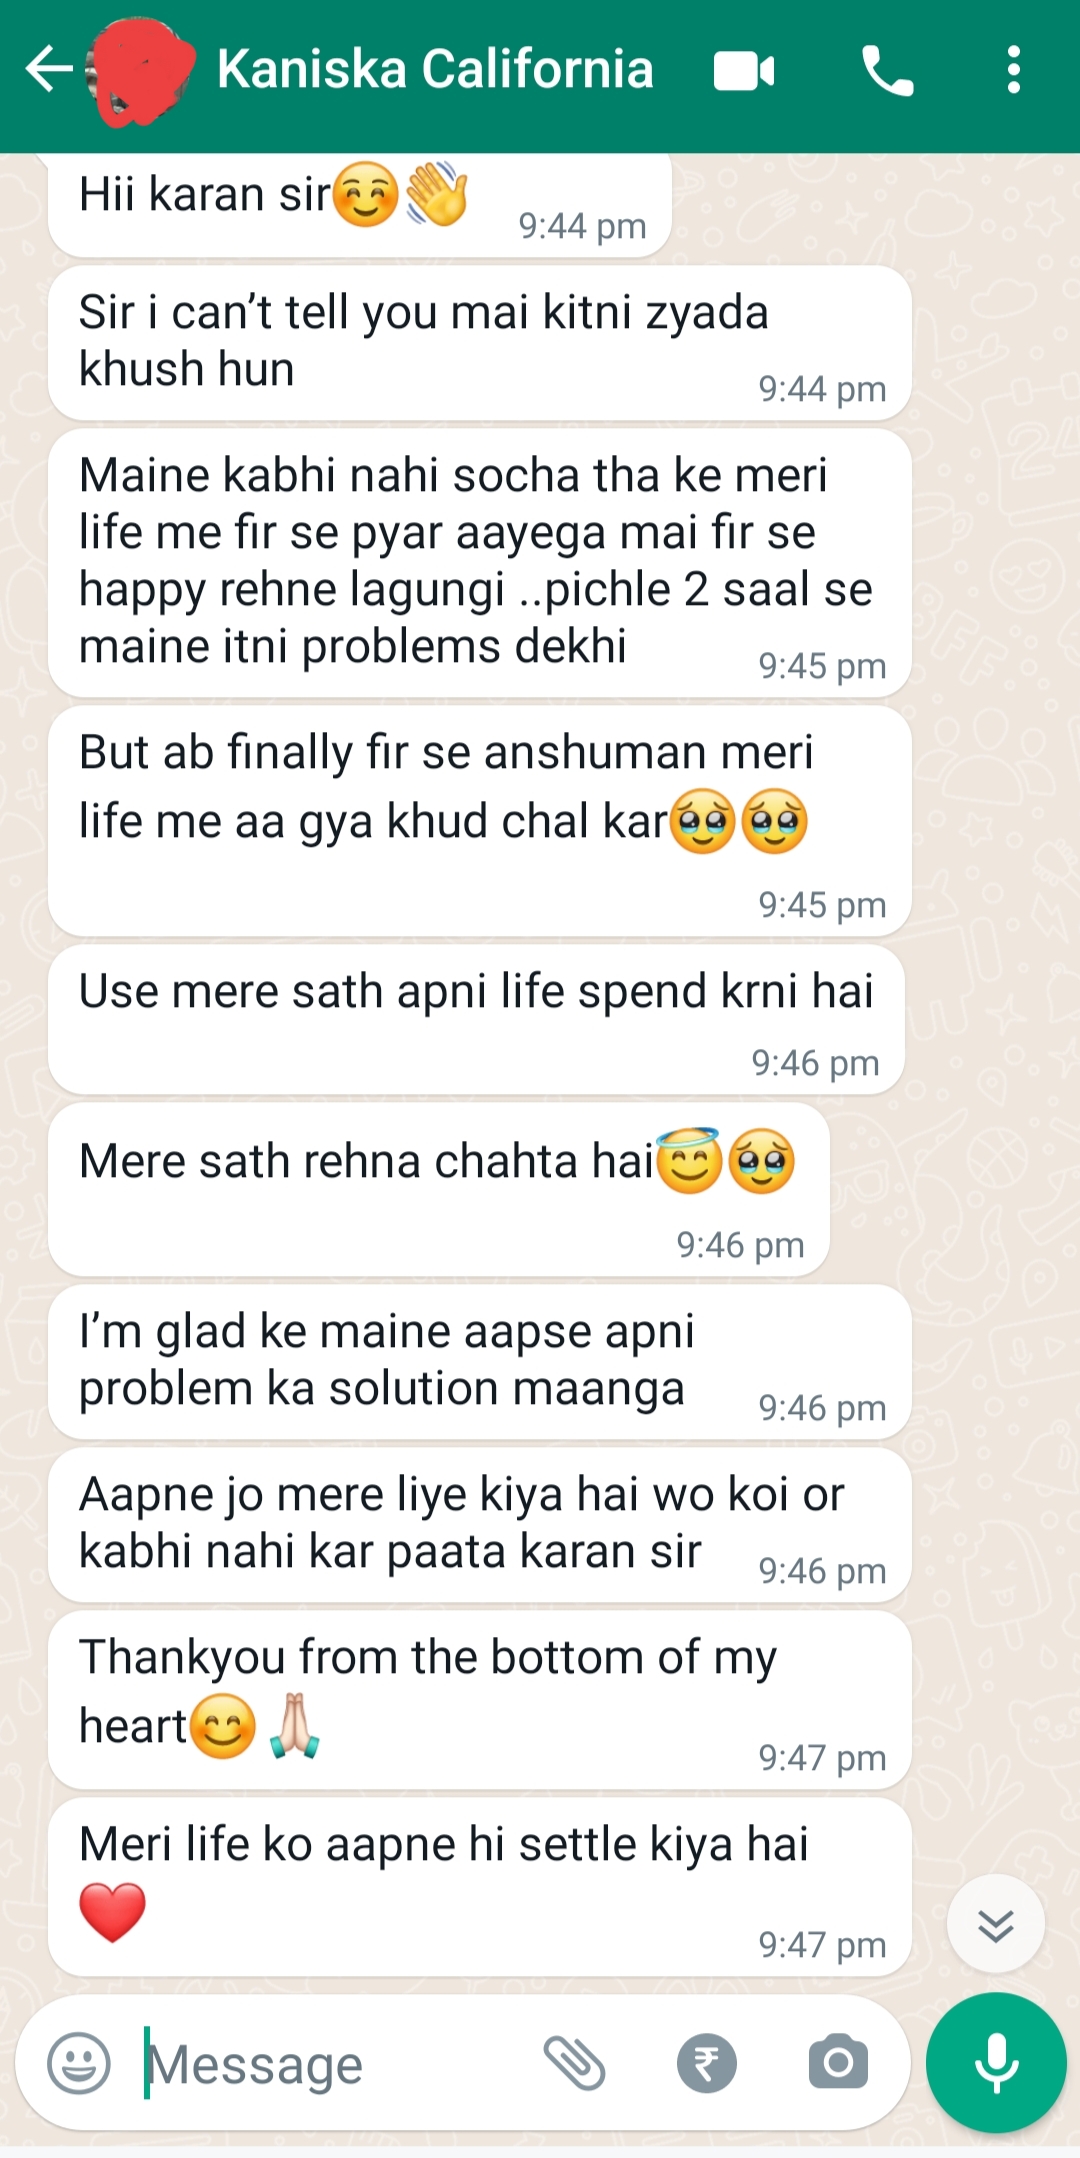 Kaniska California
Hii karan sir☺️👋
9:44 pm
Sir i can't tell you mai kitni zyada
khush hun
9:44 pm
Maine kabhi nahi socha tha ke meri
life me fir se pyar aayega mai fir se
happy rehne lagungi ..pichle 2 saal se
maine itni problems dekhi
9:45 pm
But ab finally fir se anshuman meri
life me aa gya khud chal kar🥹🥹
9:45 pm
Use mere sath apni life spend krni hai
9:46 pm
Mere sath rehna chahta hai😇🥹
9:46 pm
I'm glad ke maine aapse apni
problem ka solution maanga
9:46 pm
Aapne jo mere liye kiya hai wo koi or
kabhi nahi kar paata karan sir
9:46 pm
Thankyou from the bottom of my
heart😊🙏🏻
9:47 pm
Meri life ko aapne hi settle kiya hai
❤️
9:47 pm
Message
₹